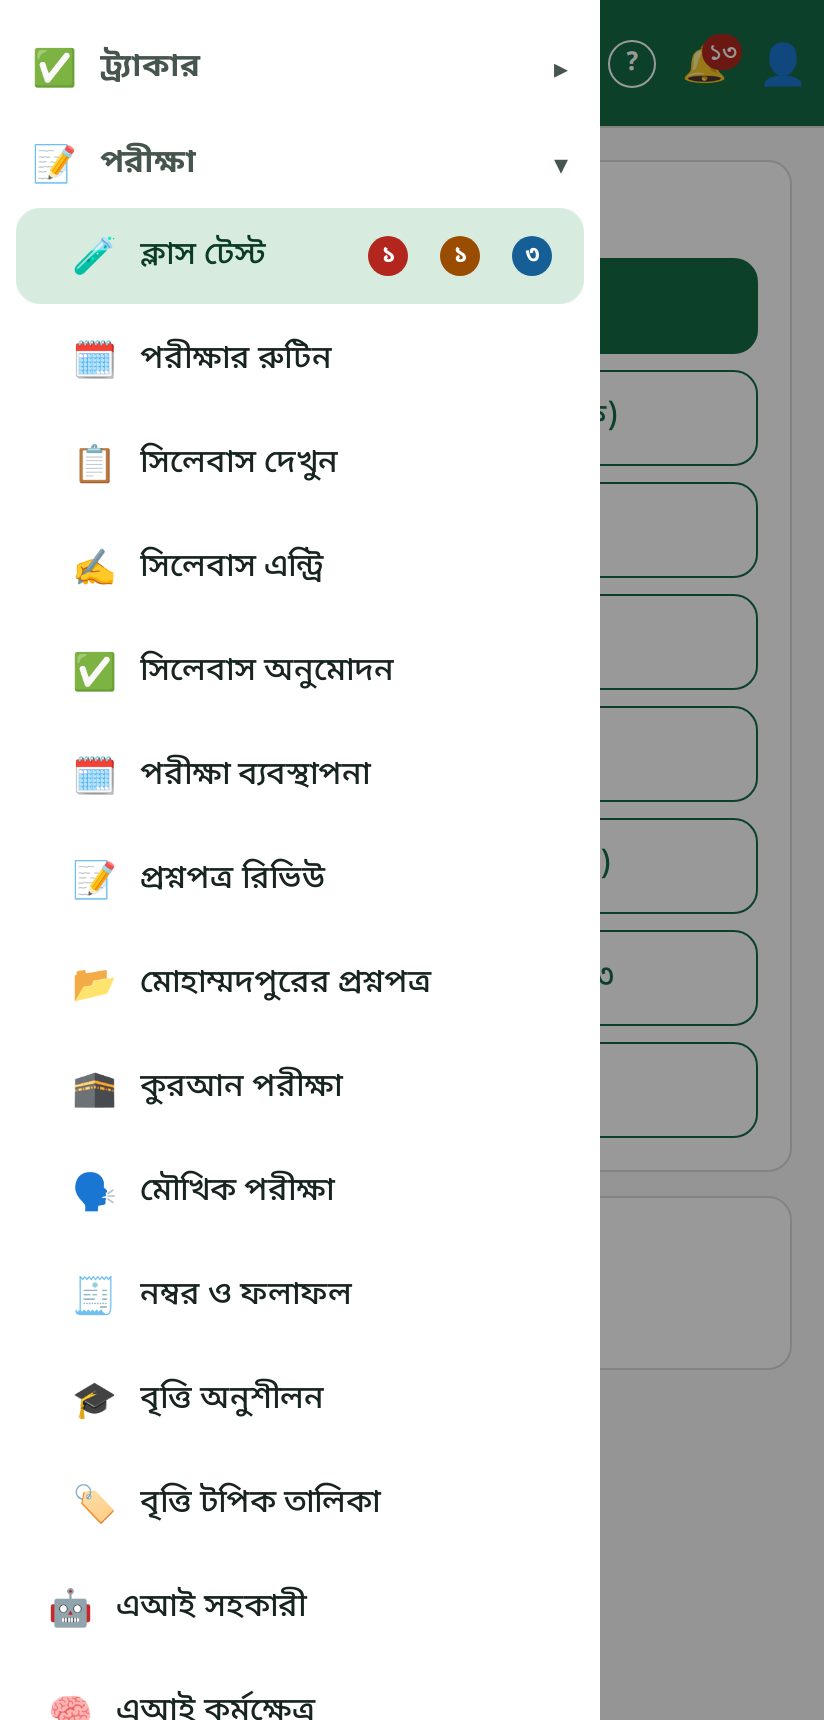 ট্র্যাকার
?
১৩
পরীক্ষা
ক্লাস টেস্ট ১ ১ ৩
পরীক্ষার রুটিন
সিলেবাস দেখুন
সিলেবাস এন্ট্রি
সিলেবাস অনুমোদন
পরীক্ষা ব্যবস্থাপনা
প্রশ্নপত্র রিভিউ
)
মোহাম্মদপুরের প্রশ্নপত্র
৩
কুরআন পরীক্ষা
মৌখিক পরীক্ষা
নম্বর ও ফলাফল
বৃত্তি অনুশীলন
বৃত্তি টপিক তালিকা
এআই সহকারী
এআই কর্মক্ষেত্র